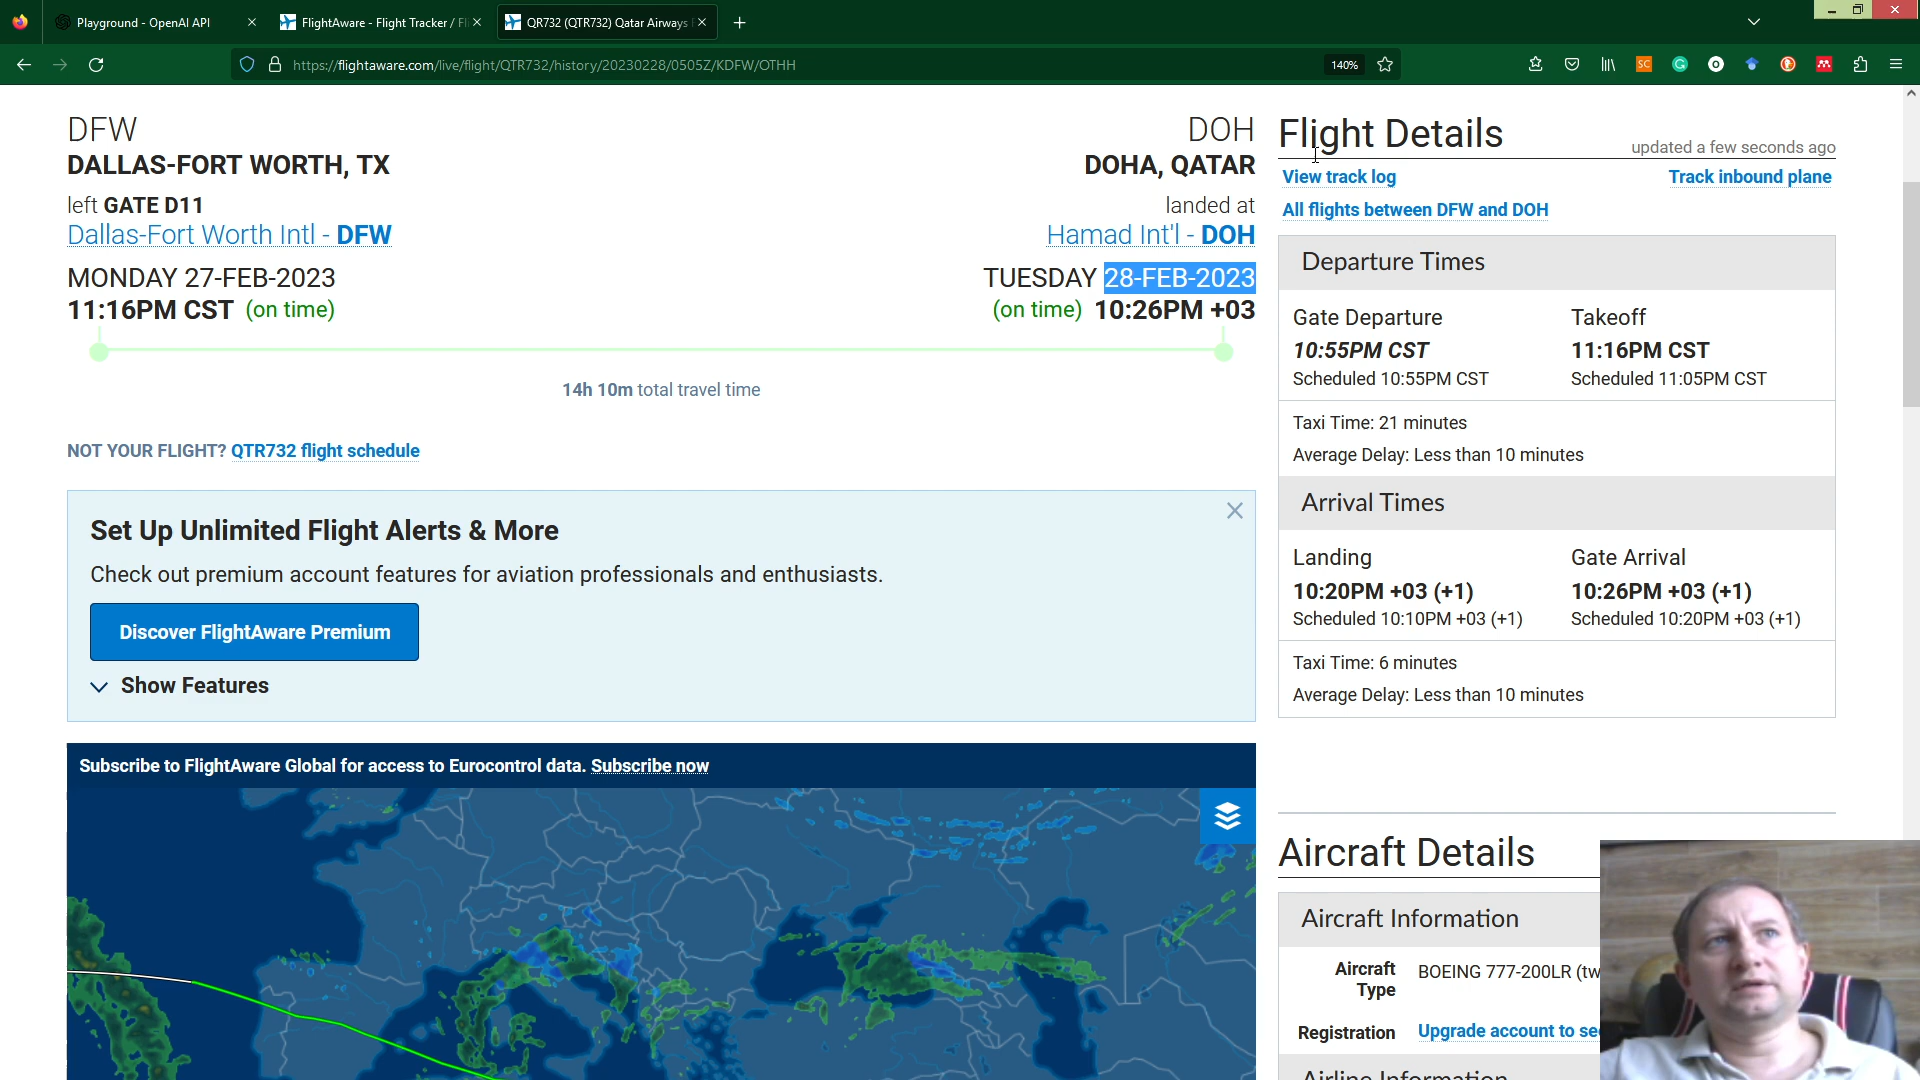 Playground - OpenAI API
FlightAware - Flight Tracker / Fl
QR732 (QTR732) Qatar Airways
https://flightaware.com/live/flight/QTR732/history/20230228/0505Z/KDFW/OTHH
140%
SC
DFW
DALLAS-FORT WORTH, TX
left GATE D11
Dallas-Fort Worth Intl - DFW
MONDAY 27-FEB-2023
11:16PM CST (on time)
DOH
DOHA, QATAR
landed at
Hamad Int'l - DOH
TUESDAY 28-FEB-2023
(on time) 10:26PM +03
14h 10m total travel time
NOT YOUR FLIGHT? QTR732 flight schedule
Set Up Unlimited Flight Alerts & More
Check out premium account features for aviation professionals and enthusiasts.
Discover FlightAware Premium
Show Features
Subscribe to FlightAware Global for access to Eurocontrol data. Subscribe now
Flight Details
updated a few seconds ago
View track log
Track inbound plane
All flights between DFW and DOH
Departure Times
Gate Departure
10:55PM CST
Scheduled 10:55PM CST
Takeoff
11:16PM CST
Scheduled 11:05PM CST
Taxi Time: 21 minutes
Average Delay: Less than 10 minutes
Arrival Times
Landing
10:20PM +03 (+1)
Scheduled 10:10PM +03 (+1)
Gate Arrival
10:26PM +03 (+1)
Scheduled 10:20PM +03 (+1)
Taxi Time: 6 minutes
Average Delay: Less than 10 minutes
Aircraft Details
Aircraft Information
Aircraft
Type
BOEING 777-200LR (tw
Registration
Upgrade account to se
Airline Information